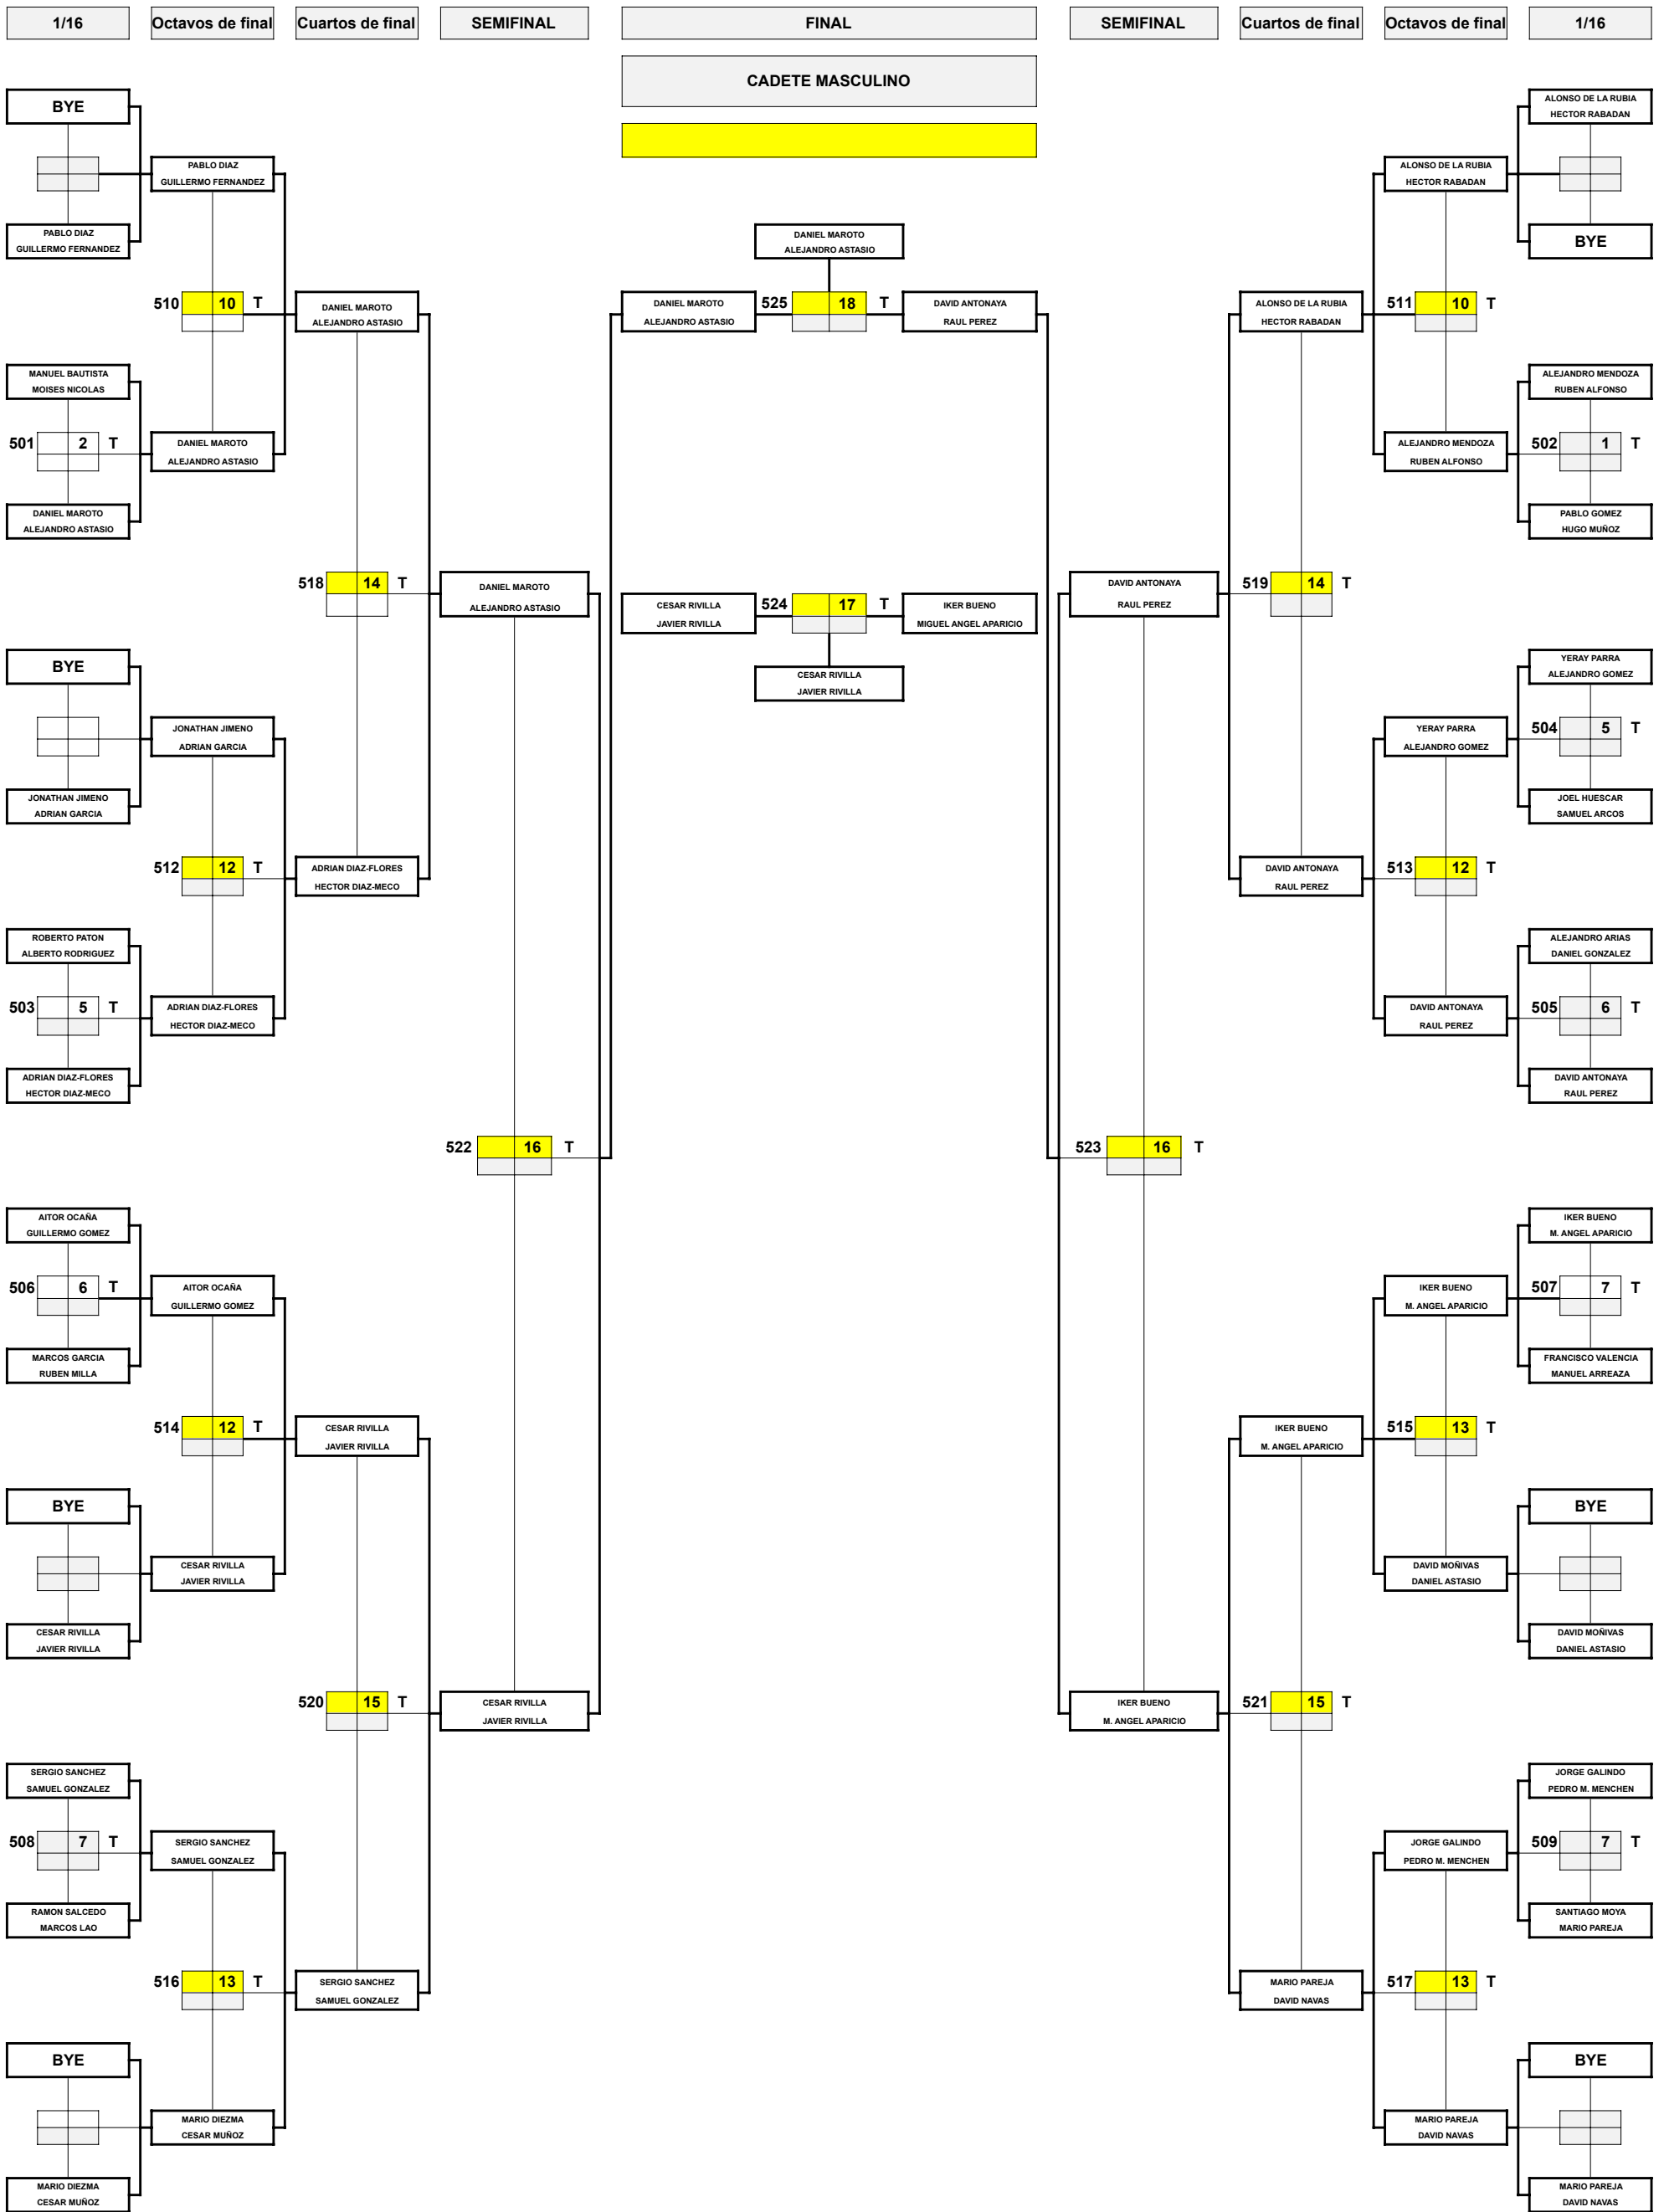 1/16 Octavos de final Cuartos de final SEMIFINAL FINAL SEMIFINAL Cuartos de final Octavos de final 1/16
CADETE MASCULINO
BYE ALONSO DE LA RUBIA
HECTOR RABADAN
PABLO DIAZ ALONSO DE LA RUBIA
GUILLERMO FERNANDEZ HECTOR RABADAN
PABLO DIAZ DANIEL MAROTO BYE
GUILLERMO FERNANDEZ ALEJANDRO ASTASIO
510 10 T DANIEL MAROTO DANIEL MAROTO 525 18 T DAVID ANTONAYA ALONSO DE LA RUBIA 511 10 T
ALEJANDRO ASTASIO ALEJANDRO ASTASIO RAUL PEREZ HECTOR RABADAN
MANUEL BAUTISTA ALEJANDRO MENDOZA
MOISES NICOLAS RUBEN ALFONSO
501 2 T DANIEL MAROTO ALEJANDRO MENDOZA 502 1 T
ALEJANDRO ASTASIO RUBEN ALFONSO
DANIEL MAROTO PABLO GOMEZ
ALEJANDRO ASTASIO HUGO MUÑOZ
518 14 T DANIEL MAROTO CESAR RIVILLA 524 17 T IKER BUENO DAVID ANTONAYA 519 14 T
ALEJANDRO ASTASIO JAVIER RIVILLA MIGUEL ANGEL APARICIO RAUL PEREZ
BYE CESAR RIVILLA YERAY PARRA
JAVIER RIVILLA ALEJANDRO GOMEZ
JONATHAN JIMENO YERAY PARRA 504 5 T
ADRIAN GARCIA ALEJANDRO GOMEZ
JONATHAN JIMENO JOEL HUESCAR
ADRIAN GARCIA SAMUEL ARCOS
512 12 T ADRIAN DIAZ-FLORES DAVID ANTONAYA 513 12 T
HECTOR DIAZ-MECO RAUL PEREZ
ROBERTO PATON ALEJANDRO ARIAS
ALBERTO RODRIGUEZ DANIEL GONZALEZ
503 5 T ADRIAN DIAZ-FLORES DAVID ANTONAYA 505 6 T
HECTOR DIAZ-MECO RAUL PEREZ
ADRIAN DIAZ-FLORES DAVID ANTONAYA
HECTOR DIAZ-MECO RAUL PEREZ
522 16 T 523 16 T
AITOR OCAÑA IKER BUENO
GUILLERMO GOMEZ M. ANGEL APARICIO
506 6 T AITOR OCAÑA IKER BUENO 507 7 T
GUILLERMO GOMEZ M. ANGEL APARICIO
MARCOS GARCIA FRANCISCO VALENCIA
RUBEN MILLA MANUEL ARREAZA
514 12 T CESAR RIVILLA IKER BUENO 515 13 T
JAVIER RIVILLA M. ANGEL APARICIO
BYE BYE
CESAR RIVILLA DAVID MOÑIVAS
JAVIER RIVILLA DANIEL ASTASIO
CESAR RIVILLA DAVID MOÑIVAS
JAVIER RIVILLA DANIEL ASTASIO
520 15 T CESAR RIVILLA IKER BUENO 521 15 T
JAVIER RIVILLA M. ANGEL APARICIO
SERGIO SANCHEZ JORGE GALINDO
SAMUEL GONZALEZ PEDRO M. MENCHEN
508 7 T SERGIO SANCHEZ JORGE GALINDO 509 7 T
SAMUEL GONZALEZ PEDRO M. MENCHEN
RAMON SALCEDO SANTIAGO MOYA
MARCOS LAO MARIO PAREJA
516 13 T SERGIO SANCHEZ MARIO PAREJA 517 13 T
SAMUEL GONZALEZ DAVID NAVAS
BYE BYE
MARIO DIEZMA MARIO PAREJA
CESAR MUÑOZ DAVID NAVAS
MARIO DIEZMA MARIO PAREJA
CESAR MUÑOZ DAVID NAVAS